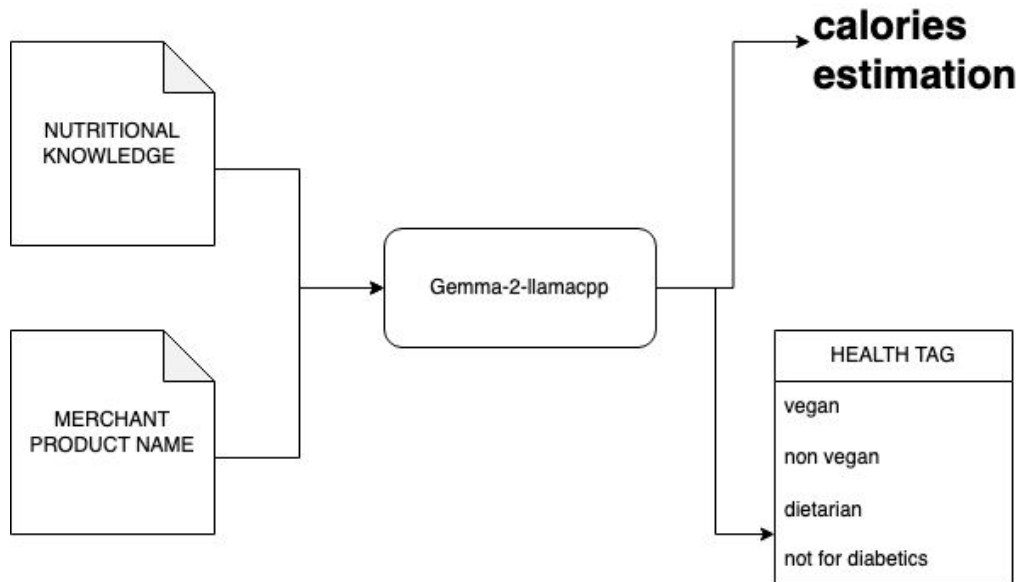 NUTRITIONAL
KNOWLEDGE
MERCHANT
PRODUCT NAME
Gemma-2-llamacpp
calories
estimation
HEALTH TAG
vegan
non vegan
dietarian
not for diabetics